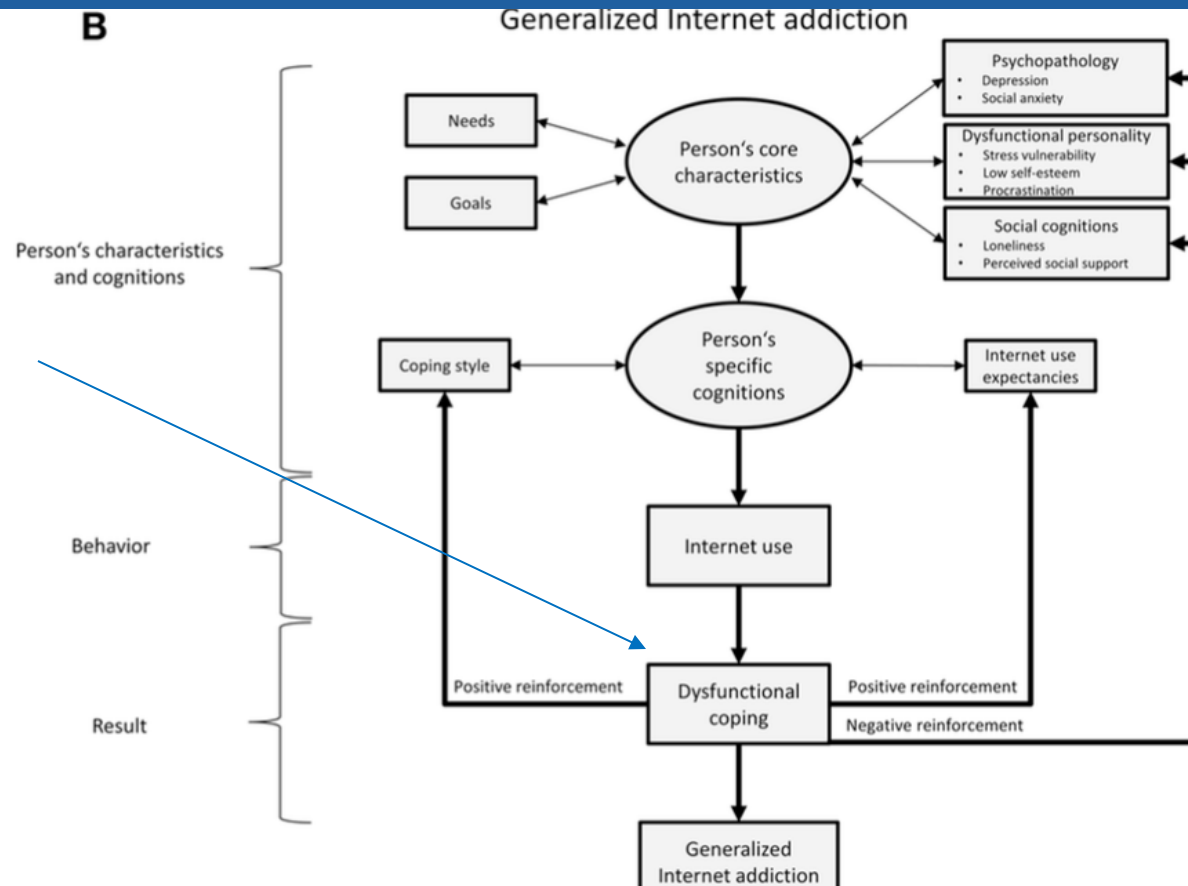 B
Generalized Internet addiction
Psychopathology
• Depression
• Social anxiety
Needs
Person's core
characteristics
Dysfunctional personality
• Stress vulnerability
• Low self-esteem
• Procrastination
Goals
Social cognitions
• Loneliness
• Perceived social support
Person's characteristics
and cognitions
Coping style
Person's
specific
cognitions
Internet use
expectancies
Behavior
Internet use
Positive reinforcement
Dysfunctional
coping
Positive reinforcement
Negative reinforcement
Result
Generalized
Internet addiction